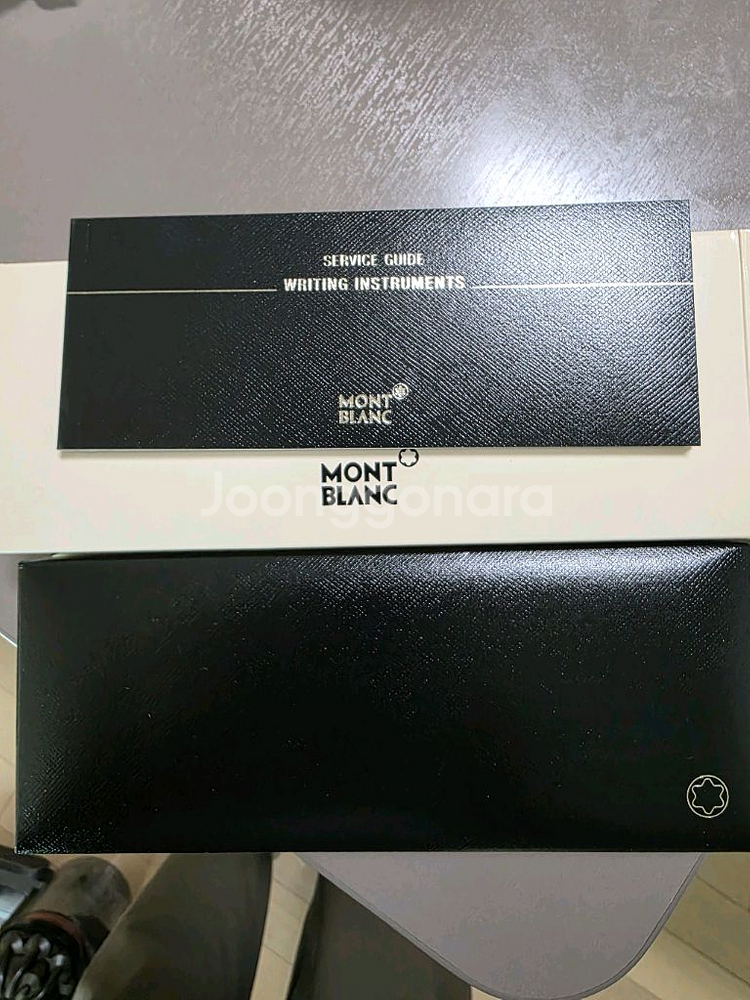 SERVICE GUIDE
WRITING INSTRUMENTS
MONT
BLANC
MONT
BLANC
Joonggonara